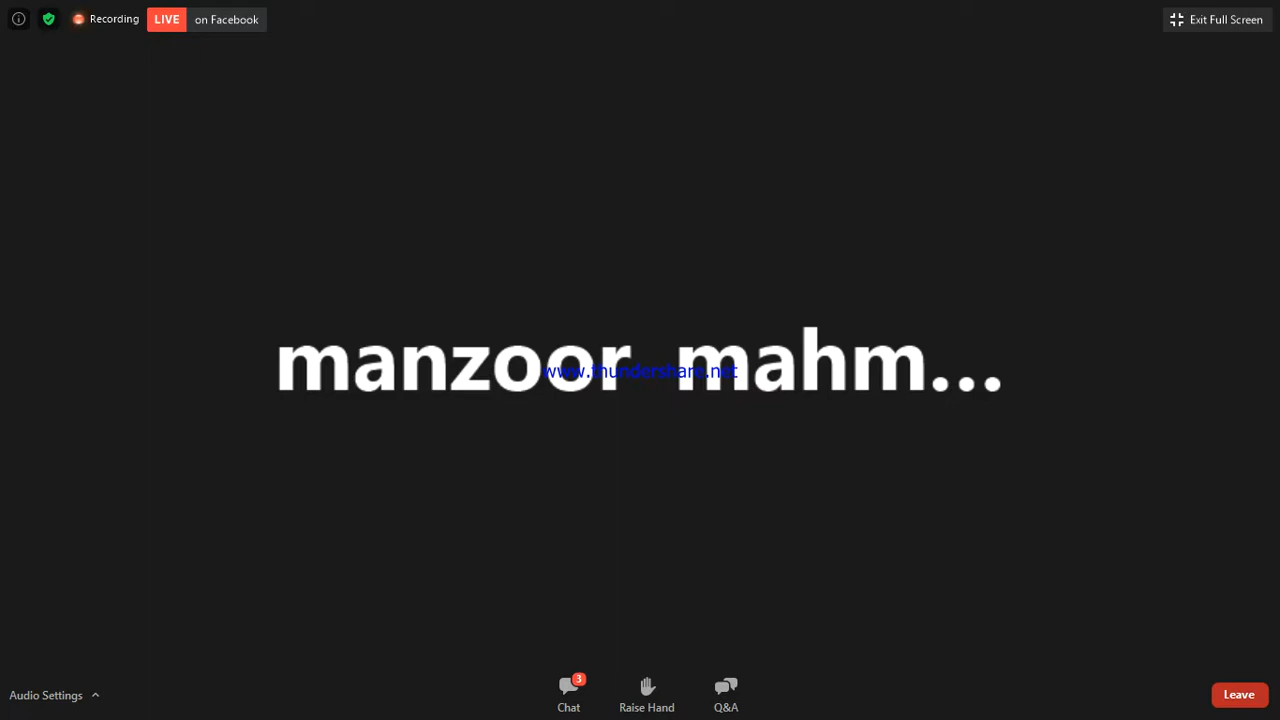 Recording LIVE on Facebook Exit Full Screen
manzoor mahm...
www.thundershare.net
3
Audio Settings Chat Raise Hand Q&A Leave